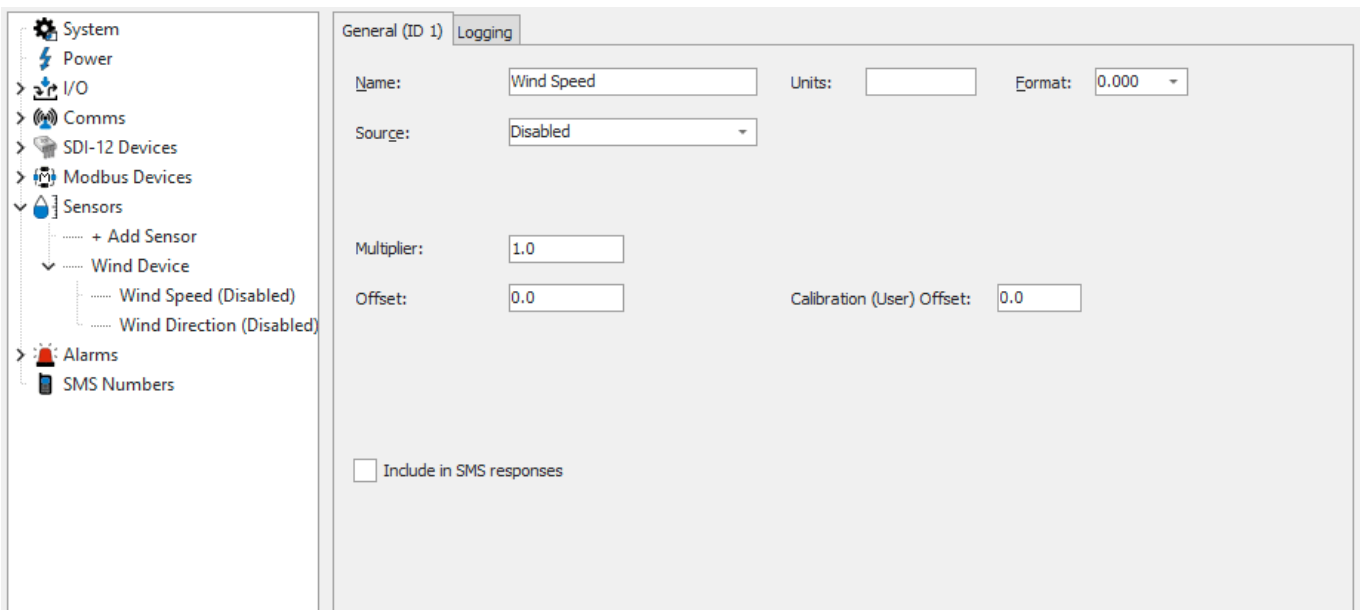 System
Power
I/O
Comms
SDI-12 Devices
Modbus Devices
Sensors
+ Add Sensor
Wind Device
Wind Speed (Disabled)
Wind Direction (Disabled)
Alarms
SMS Numbers
General (ID 1) Logging
Name: Wind Speed Units: Format: 0.000
Source: Disabled
Multiplier: 1.0
Offset: 0.0 Calibration (User) Offset: 0.0
Include in SMS responses